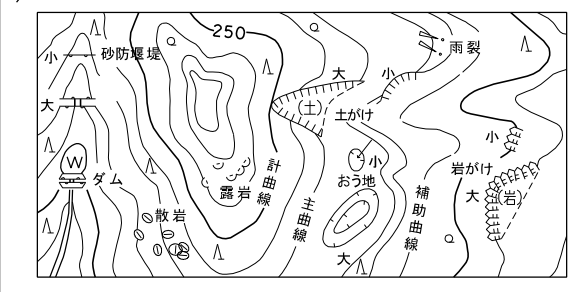 250
小
砂防堰堤
大
W
ダム
散岩
露岩
計曲線
主曲線
大
(土)
土がけ
小
雨裂
小
おう地
大
補助曲線
小
岩がけ
大
(岩)